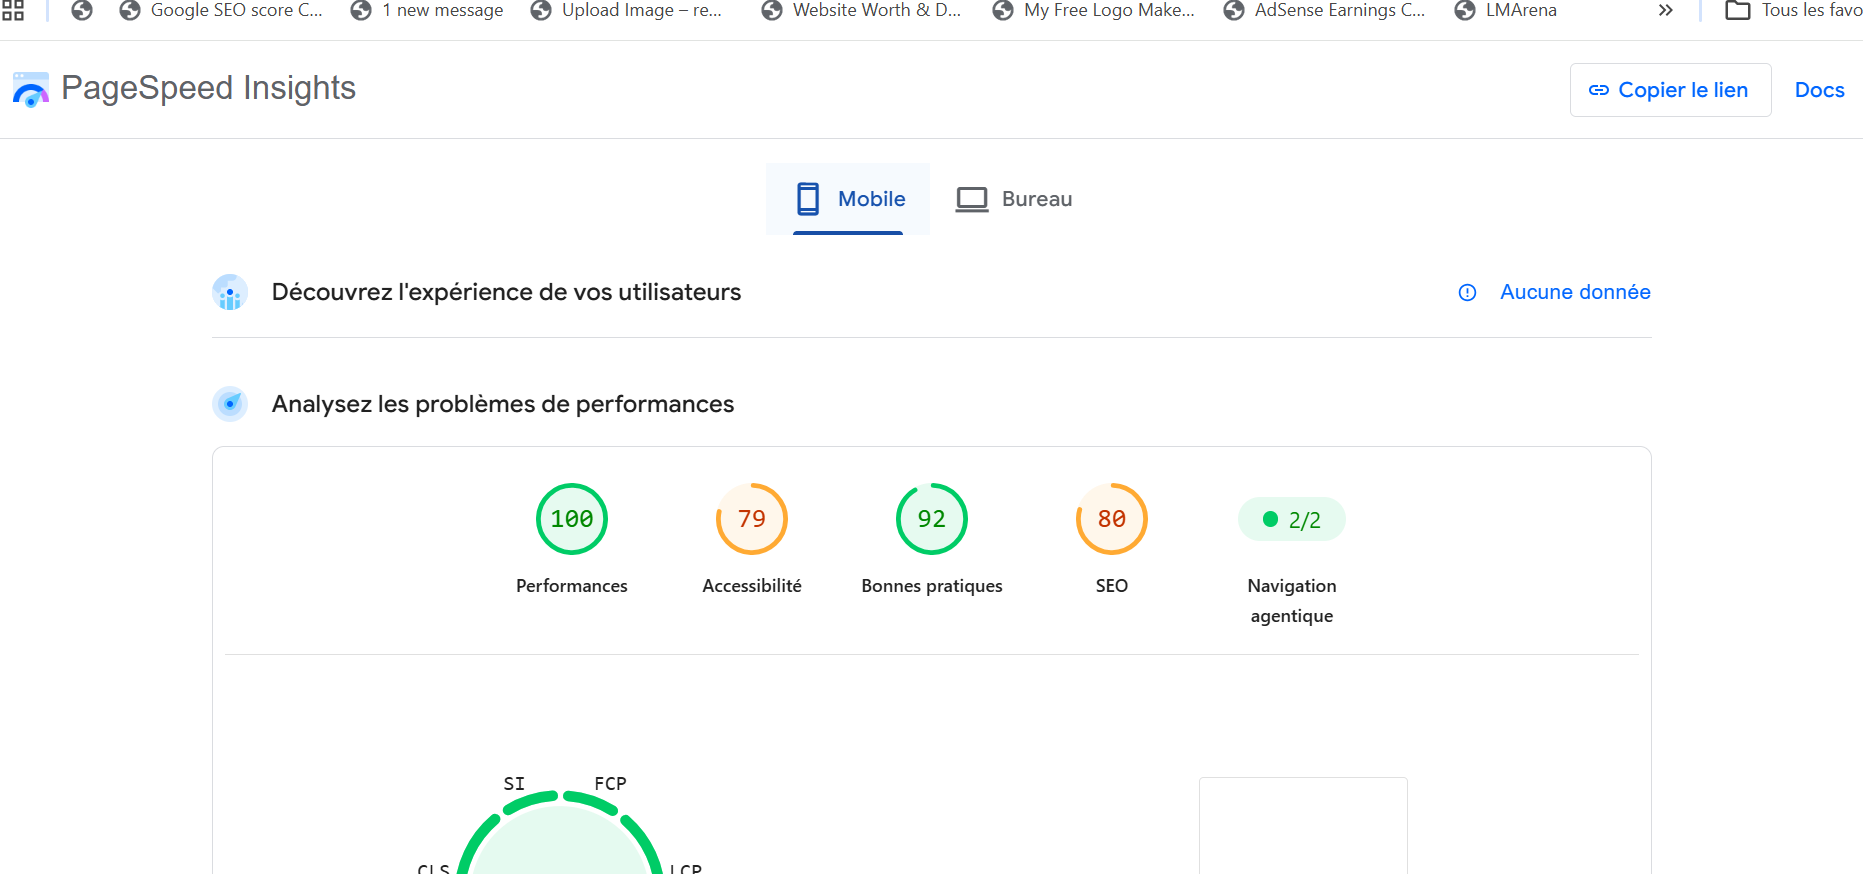 Google SEO score C... 1 new message Upload Image – re... Website Worth & D... My Free Logo Make... AdSense Earnings C... LMArena » Tous les favo
PageSpeed Insights
Copier le lien Docs
Mobile Bureau
Découvrez l'expérience de vos utilisateurs
Aucune donnée
Analysez les problèmes de performances
100 79 92 80 2/2
Performances Accessibilité Bonnes pratiques SEO Navigation
agentique
SI FCP
CLS LCP